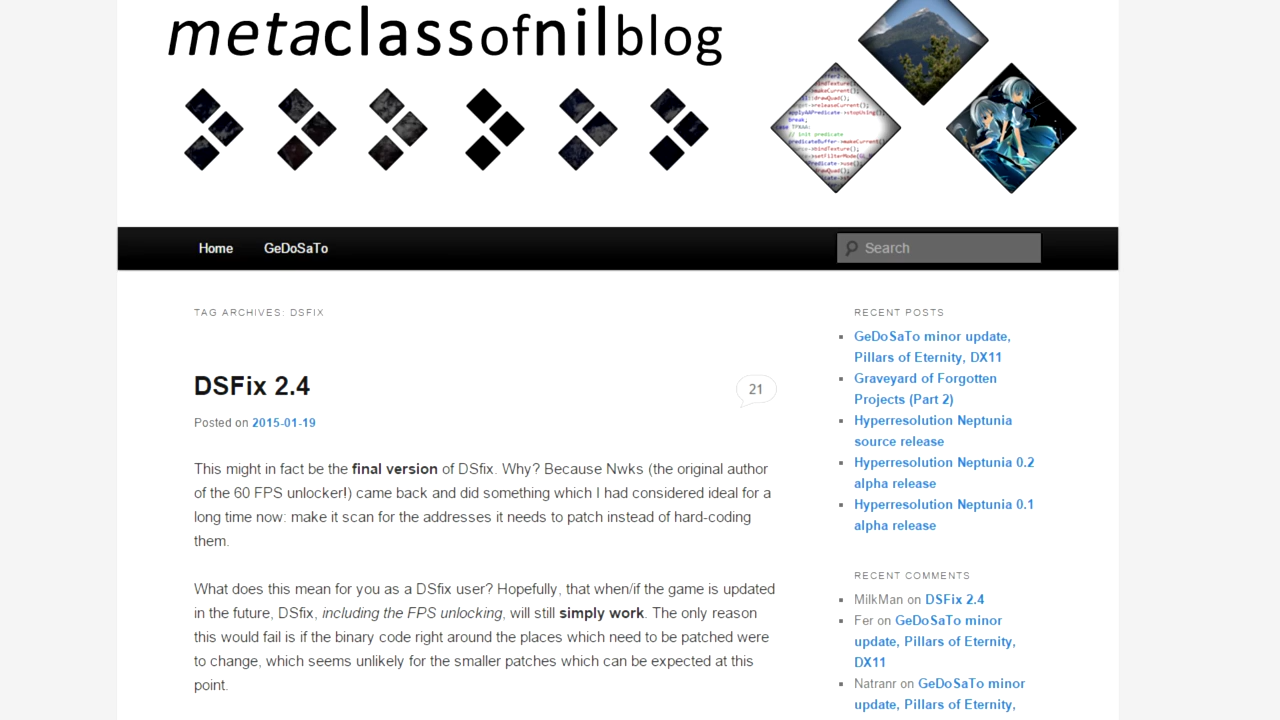 metaclassofnilblog
Home
GeDoSaTo
Search
TAG ARCHIVES: DSFIX
DSFix 2.4
21
Posted on 2015-01-19
This might in fact be the final version of DSfix. Why? Because Nwks (the original author
of the 60 FPS unlocker!) came back and did something which I had considered ideal for a
long time now: make it scan for the addresses it needs to patch instead of hard-coding
them.
What does this mean for you as a DSfix user? Hopefully, that when/if the game is updated
in the future, DSfix, including the FPS unlocking, will still simply work. The only reason
this would fail is if the binary code right around the places which need to be patched were
to change, which seems unlikely for the smaller patches which can be expected at this
point.
RECENT POSTS
GeDoSaTo minor update,
Pillars of Eternity, DX11
Graveyard of Forgotten
Projects (Part 2)
Hyperresolution Neptunia
source release
Hyperresolution Neptunia 0.2
alpha release
Hyperresolution Neptunia 0.1
alpha release
RECENT COMMENTS
MilkMan on DSFix 2.4
Fer on GeDoSaTo minor
update, Pillars of Eternity,
DX11
Natranr on GeDoSaTo minor
update, Pillars of Eternity,